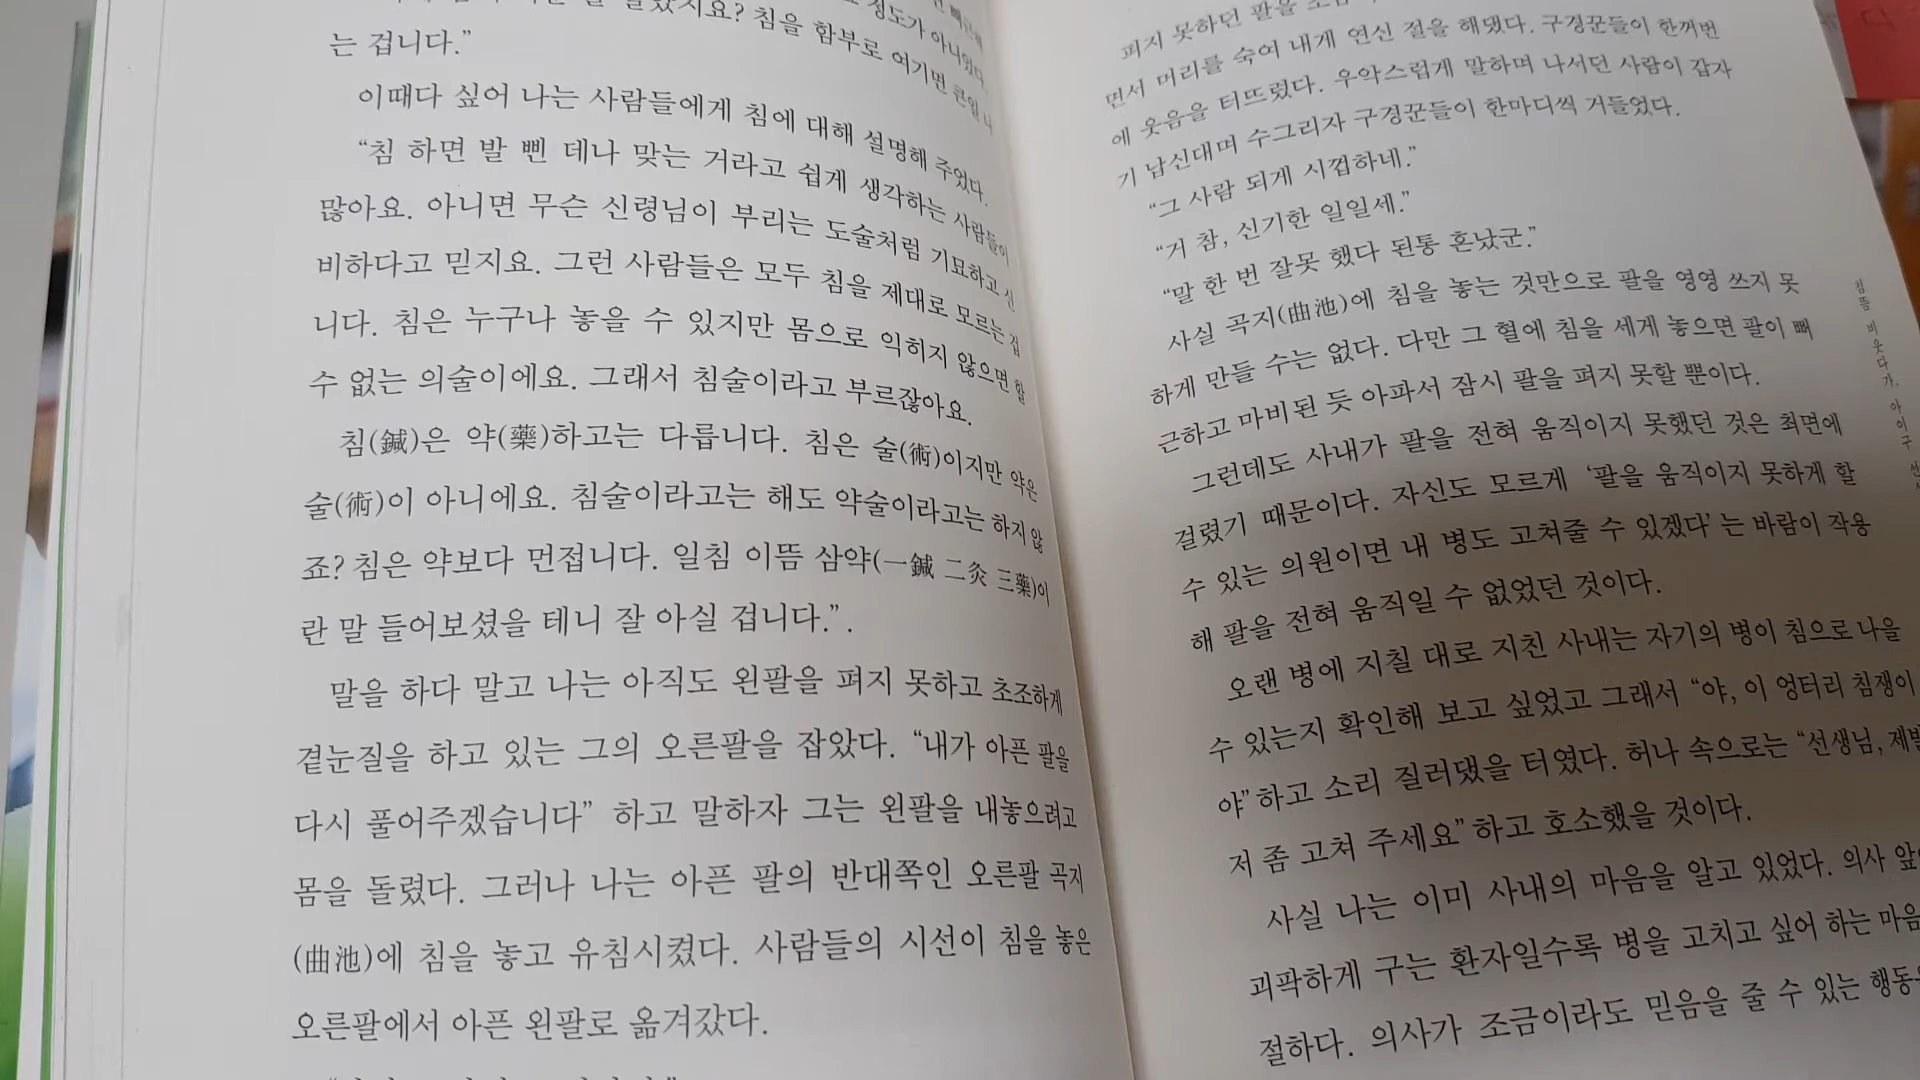 정도가 아니었다.
지요? 침을 함부로 여기면 큰일 나
는 겁니다.”
이때다 싶어 나는 사람들에게 침에 대해 설명해 주었다.
“침 하면 발 삔 데나 맞는 거라고 쉽게 생각하는 사람들이
많아요. 아니면 무슨 신령님이 부리는 도술처럼 기묘하고 신
비하다고 믿지요. 그런 사람들은 모두 침을 제대로 모르는 겁
니다. 침은 누구나 놓을 수 있지만 몸으로 익히지 않으면 할
수 없는 의술이에요. 그래서 침술이라고 부르잖아요.
침(鍼)은 약(藥)하고는 다릅니다. 침은 술(術)이지만 약은
술(術)이 아니에요. 침술이라고는 해도 약술이라고는 하지 않
죠? 침은 약보다 먼접니다. 일침 이뜸 삼약(一鍼 二灸 三藥)이
란 말 들어보셨을 테니 잘 아실 겁니다.”.
말을 하다 말고 나는 아직도 왼팔을 펴지 못하고 초조하게
곁눈질을 하고 있는 그의 오른팔을 잡았다. “내가 아픈 팔을
다시 풀어주겠습니다” 하고 말하자 그는 왼팔을 내놓으려고
몸을 돌렸다. 그러나 나는 아픈 팔의 반대쪽인 오른팔 곡지
(曲池)에 침을 놓고 유침시켰다. 사람들의 시선이 침을 놓은
오른팔에서 아픈 왼팔로 옮겨갔다.
펴지 못하던 팔을
면서 머리를 숙여 내게 연신 절을 해댔다. 구경꾼들이 한꺼번
에 웃음을 터뜨렸다. 우악스럽게 말하며 나서던 사람이 갑자
기 납신대며 수그리자 구경꾼들이 한마디씩 거들었다.
“그 사람 되게 시껍하네.”
“거 참, 신기한 일일세.”
“말 한 번 잘못 했다 된통 혼났군.”
사실 곡지(曲池)에 침을 놓는 것만으로 팔을 영영 쓰지 못
하게 만들 수는 없다. 다만 그 혈에 침을 세게 놓으면 팔이 뻐
근하고 마비된 듯 아파서 잠시 팔을 펴지 못할 뿐이다.
그런데도 사내가 팔을 전혀 움직이지 못했던 것은 최면에
걸렸기 때문이다. 자신도 모르게 ‘팔을 움직이지 못하게 할
수 있는 의원이면 내 병도 고쳐줄 수 있겠다’는 바람이 작용
해 팔을 전혀 움직일 수 없었던 것이다.
오랜 병에 지칠 대로 지친 사내는 자기의 병이 침으로 나을
수 있는지 확인해 보고 싶었고 그래서 “야, 이 엉터리 침쟁이
야” 하고 소리 질러댔을 터였다. 허나 속으로는 “선생님, 제발
저 좀 고쳐 주세요” 하고 호소했을 것이다.
사실 나는 이미 사내의 마음을 알고 있었다. 의사
괴팍하게 구는 환자일수록 병을 고치고 싶어 하는 마음
절하다. 의사가 조금이라도 믿음을 줄 수 있는 행동
침뜸 비웃다가, 아이구